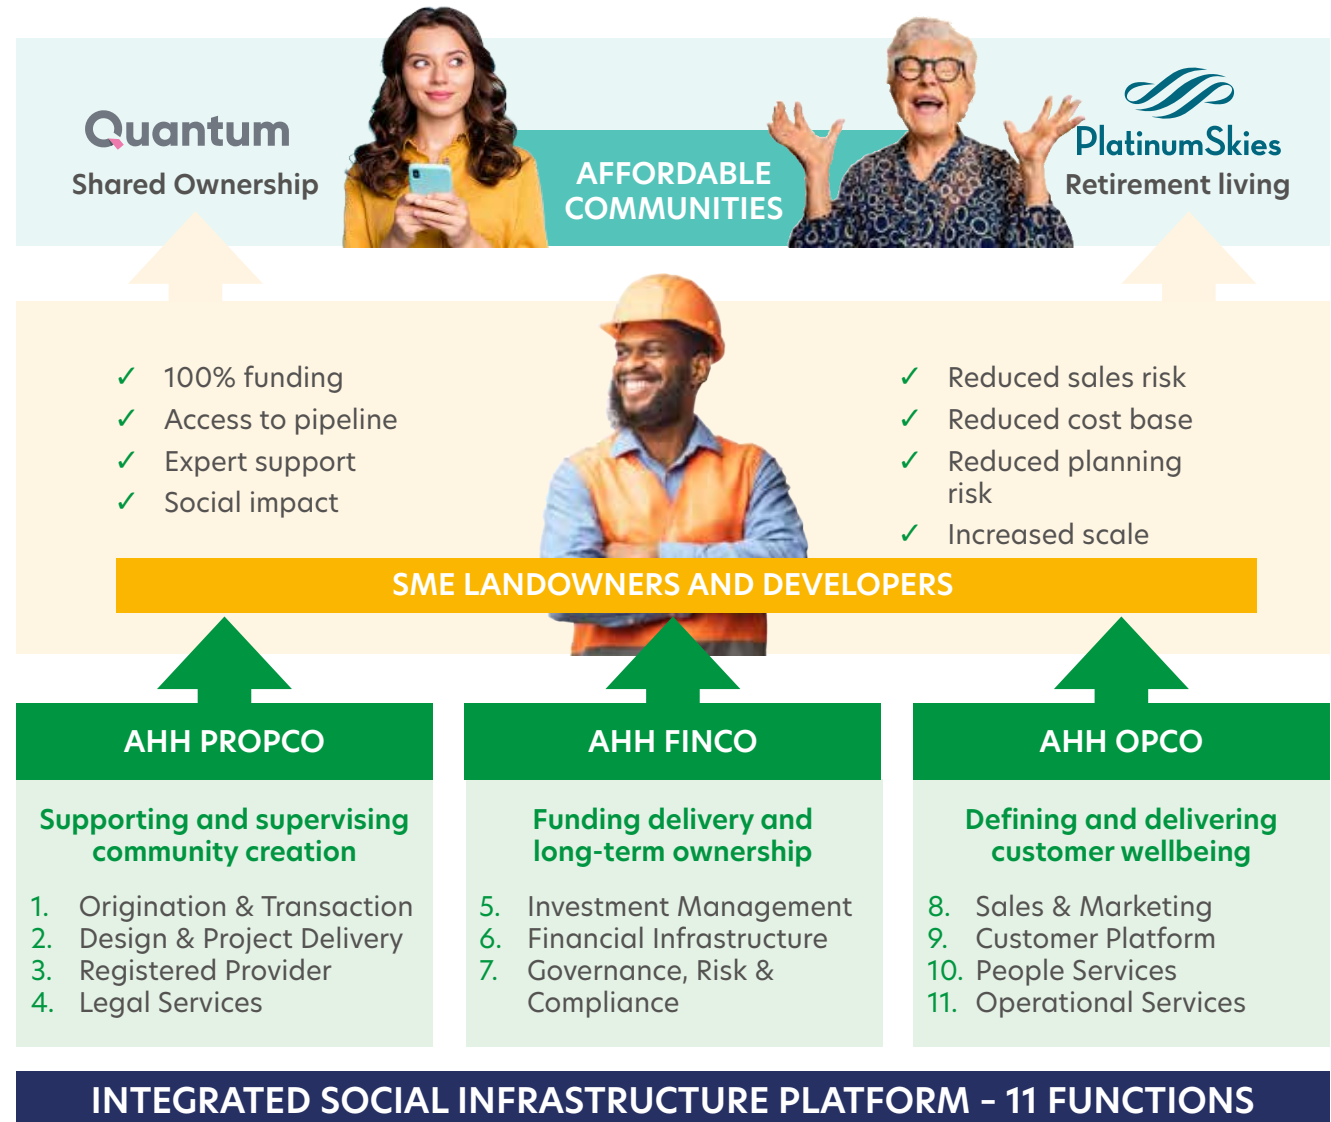 Quantum
Shared Ownership
AFFORDABLE
COMMUNITIES
PlatinumSkies
Retirement living
✓ 100% funding
✓ Access to pipeline
✓ Expert support
✓ Social impact
✓ Reduced sales risk
✓ Reduced cost base
✓ Reduced planning
risk
✓ Increased scale
SME LANDOWNERS AND DEVELOPERS
AHH PROPCO
Supporting and supervising
community creation
1. Origination & Transaction
2. Design & Project Delivery
3. Registered Provider
4. Legal Services
AHH FINCO
Funding delivery and
long-term ownership
5. Investment Management
6. Financial Infrastructure
7. Governance, Risk &
Compliance
AHH OPCO
Defining and delivering
customer wellbeing
8. Sales & Marketing
9. Customer Platform
10. People Services
11. Operational Services
INTEGRATED SOCIAL INFRASTRUCTURE PLATFORM – 11 FUNCTIONS